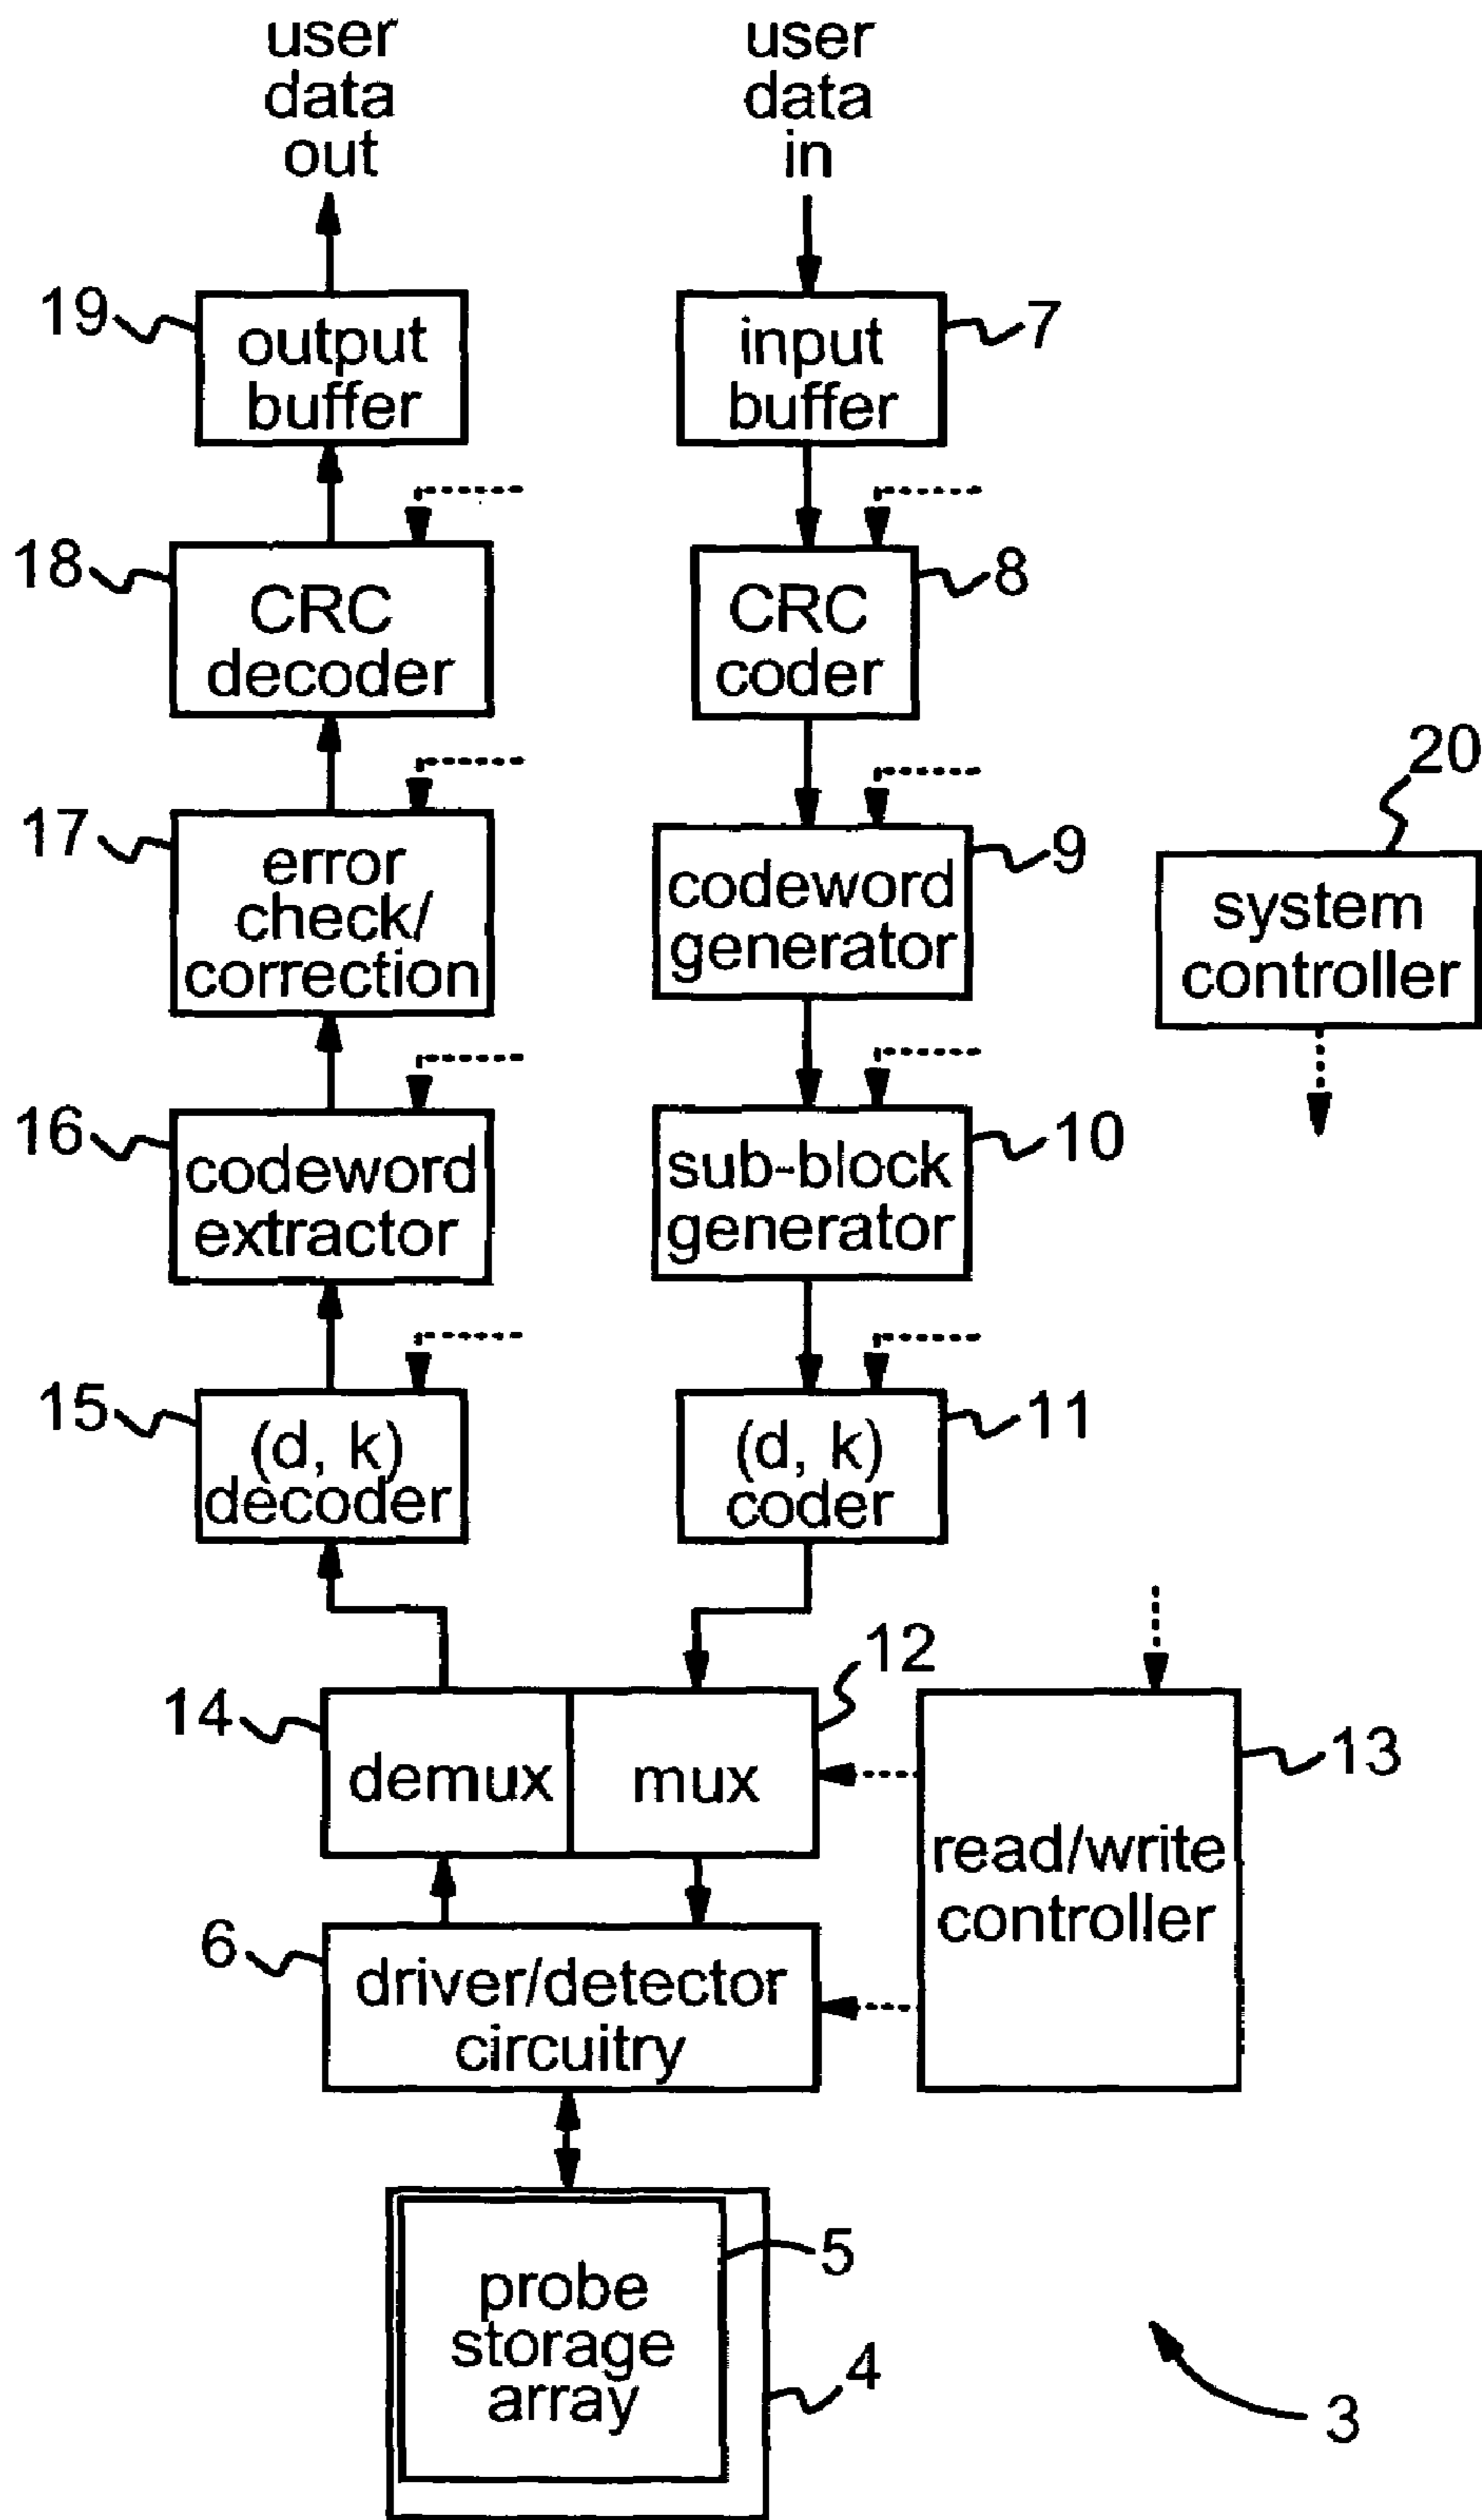 user
data
out
user
data
in
19
output
buffer
input
buffer
7
18
CRC
decoder
CRC
coder
8
20
17
error
check/
correction
codeword
generator
9
system
controller
16
codeword
extractor
sub-block
generator
10
15
(d, k)
decoder
(d, k)
coder
11
12
14
demux
mux
13
read/write
controller
6
driver/detector
circuitry
5
probe
storage
array
4
3